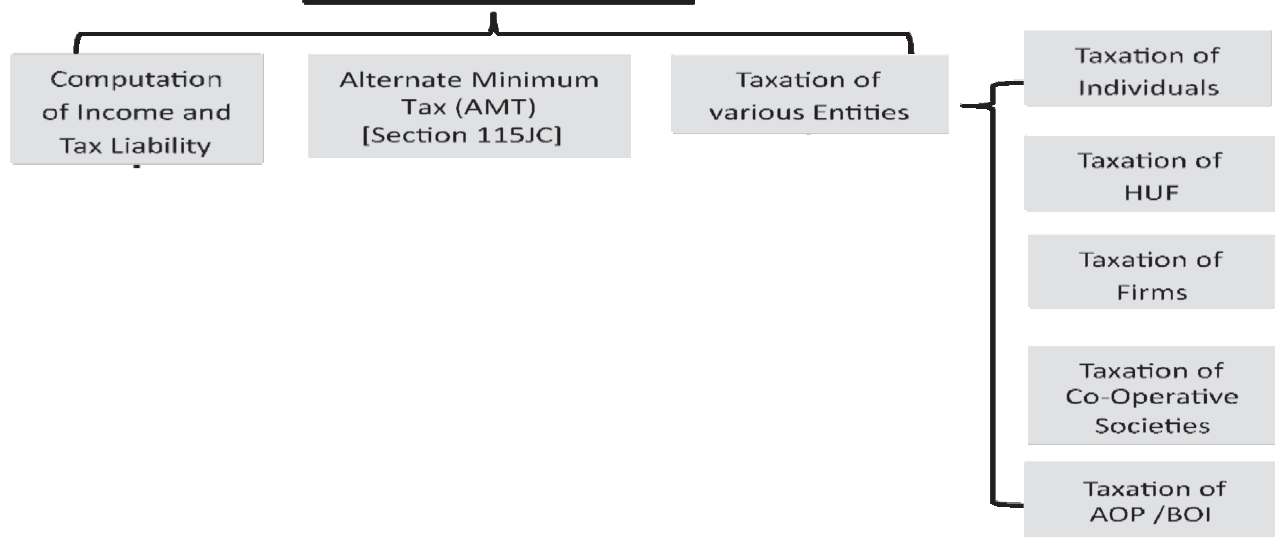 Computation
of Income and
Tax Liability
Alternate Minimum
Tax (AMT)
[Section 115JC]
Taxation of
various Entities
Taxation of
Individuals
Taxation of
HUF
Taxation of
Firms
Taxation of
Co-Operative
Societies
Taxation of
AOP /BOI